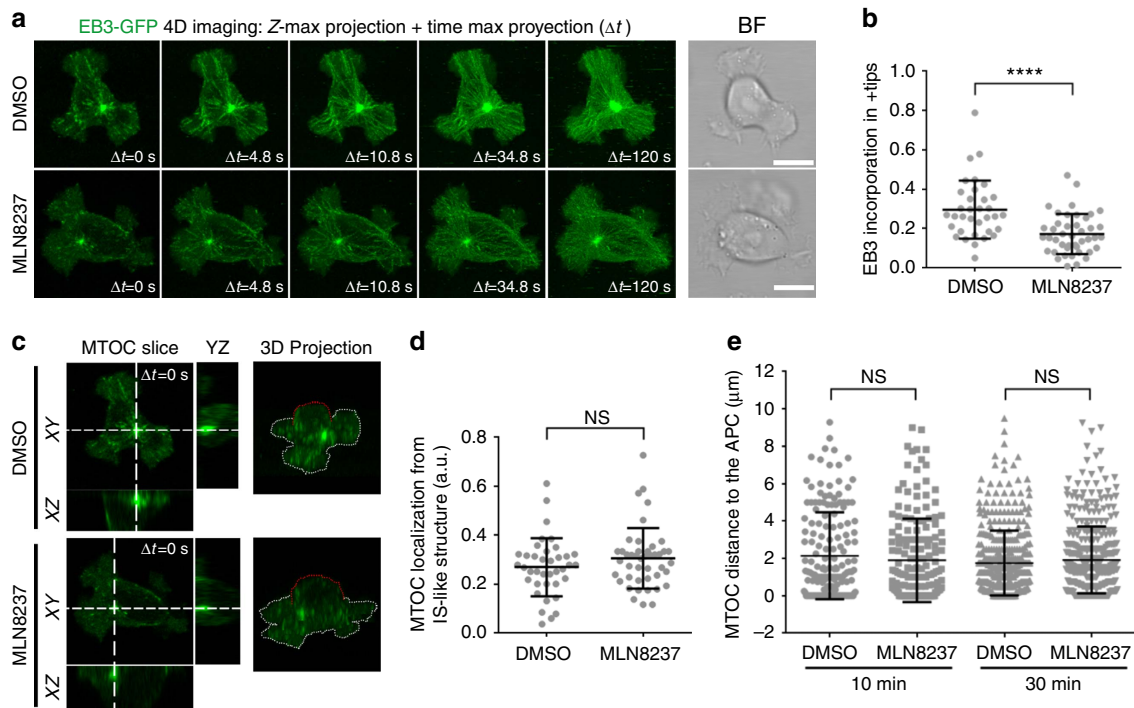 a
EB3-GFP 4D imaging: Z-max projection + time max proyection (Δt)
BF
DMSO
Δt=0 s
Δt=4.8 s
Δt=10.8 s
Δt=34.8 s
Δt=120 s
MLN8237
Δt=0 s
Δt=4.8 s
Δt=10.8 s
Δt=34.8 s
Δt=120 s
b
EB3 incorporation in +tips
1.0
0.8
0.6
0.4
0.2
0.0
****
DMSO
MLN8237
c
MTOC slice
YZ
3D Projection
DMSO
XY
Δt=0 s
XZ
MLN8237
XY
Δt=0 s
XZ
d
MTOC localization from
IS-like structure (a.u.)
0.8
0.6
0.4
0.2
0.0
NS
DMSO
MLN8237
e
MTOC distance to the APC (μm)
12
10
8
6
4
2
0
−2
NS
NS
DMSO
MLN8237
DMSO
MLN8237
10 min
30 min